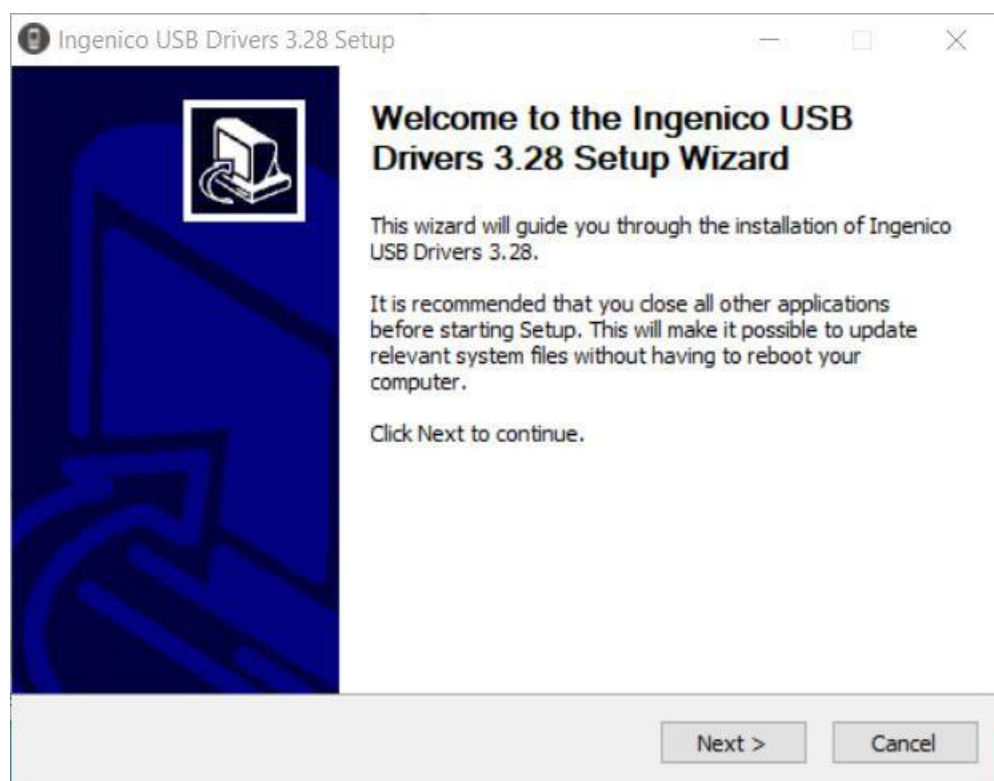 Ingenico USB Drivers 3.28 Setup
Welcome to the Ingenico USB
Drivers 3.28 Setup Wizard
This wizard will guide you through the installation of Ingenico
USB Drivers 3.28.
It is recommended that you close all other applications
before starting Setup. This will make it possible to update
relevant system files without having to reboot your
computer.
Click Next to continue.
Next >
Cancel